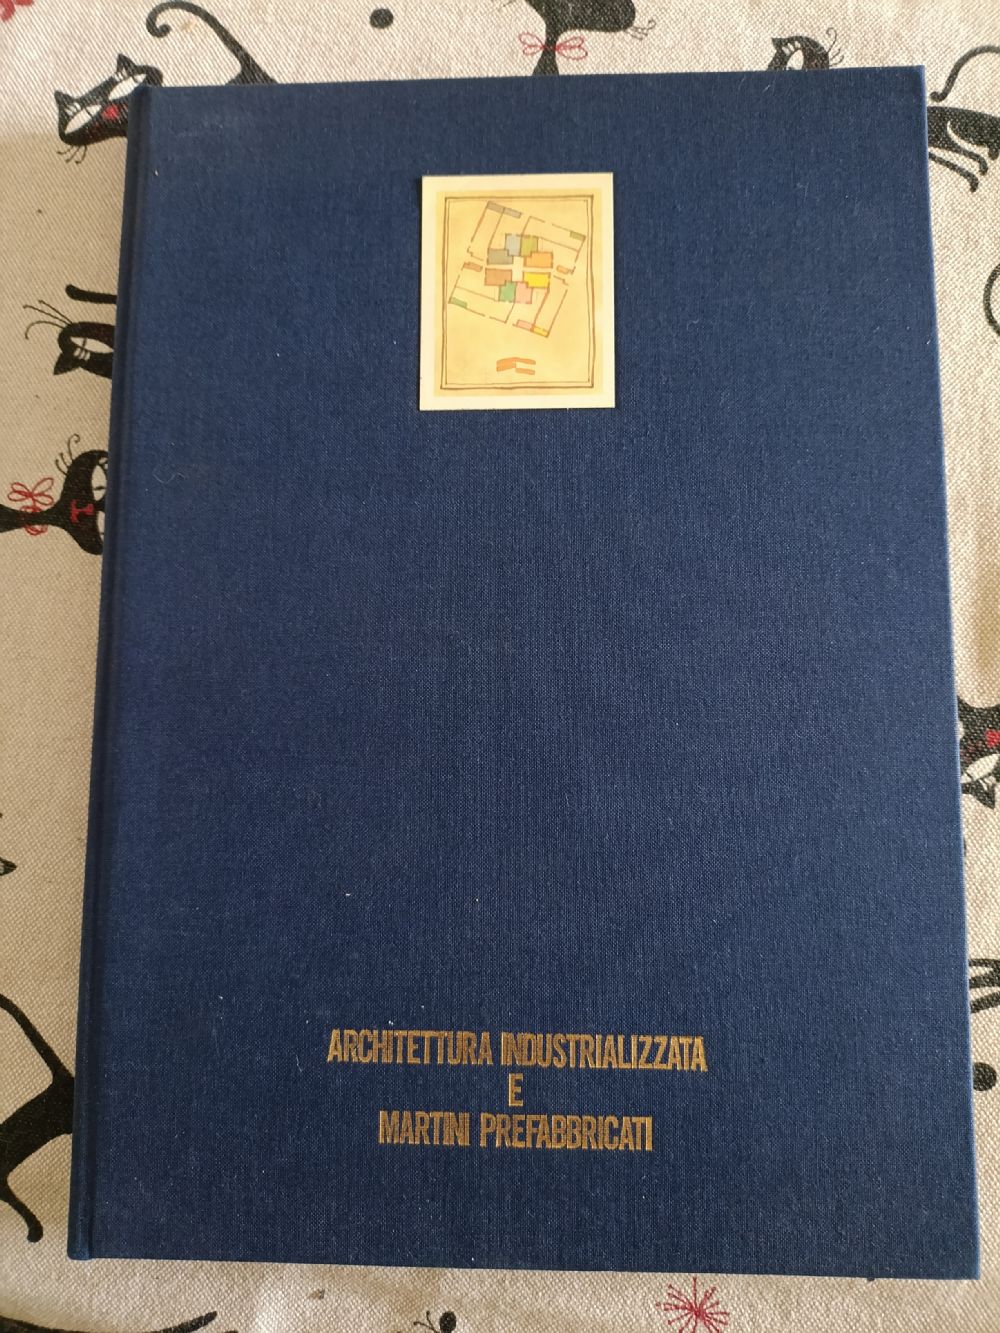 ARCHITETTURA INDUSTRIALIZZATA
E
MARTINI PREFABBRICATI